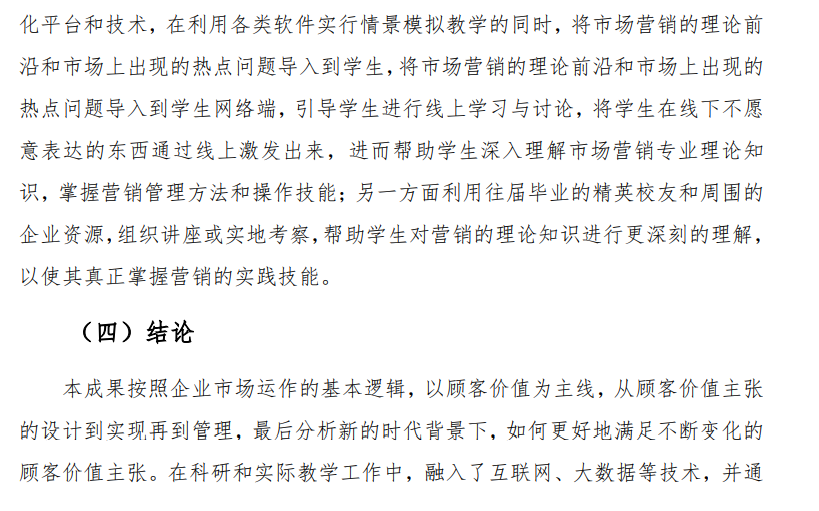 化平台和技术，在利用各类软件实行情景模拟教学的同时，将市场营销的理论前
沿和市场上出现的热点问题导入到学生，将市场营销的理论前沿和市场上出现的
热点问题导入到学生网络端，引导学生进行线上学习与讨论，将学生在线下不愿
意表达的东西通过线上激发出来，进而帮助学生深入理解市场营销专业理论知
识，掌握营销管理方法和操作技能；另一方面利用往届毕业的精英校友和周围的
企业资源，组织讲座或实地考察，帮助学生对营销的理论知识进行更深刻的理解，
以使其真正掌握营销的实践技能。
（四）结论
本成果按照企业市场运作的基本逻辑，以顾客价值为主线，从顾客价值主张
的设计到实现再到管理，最后分析新的时代背景下，如何更好地满足不断变化的
顾客价值主张。在科研和实际教学工作中，融入了互联网、大数据等技术，并通